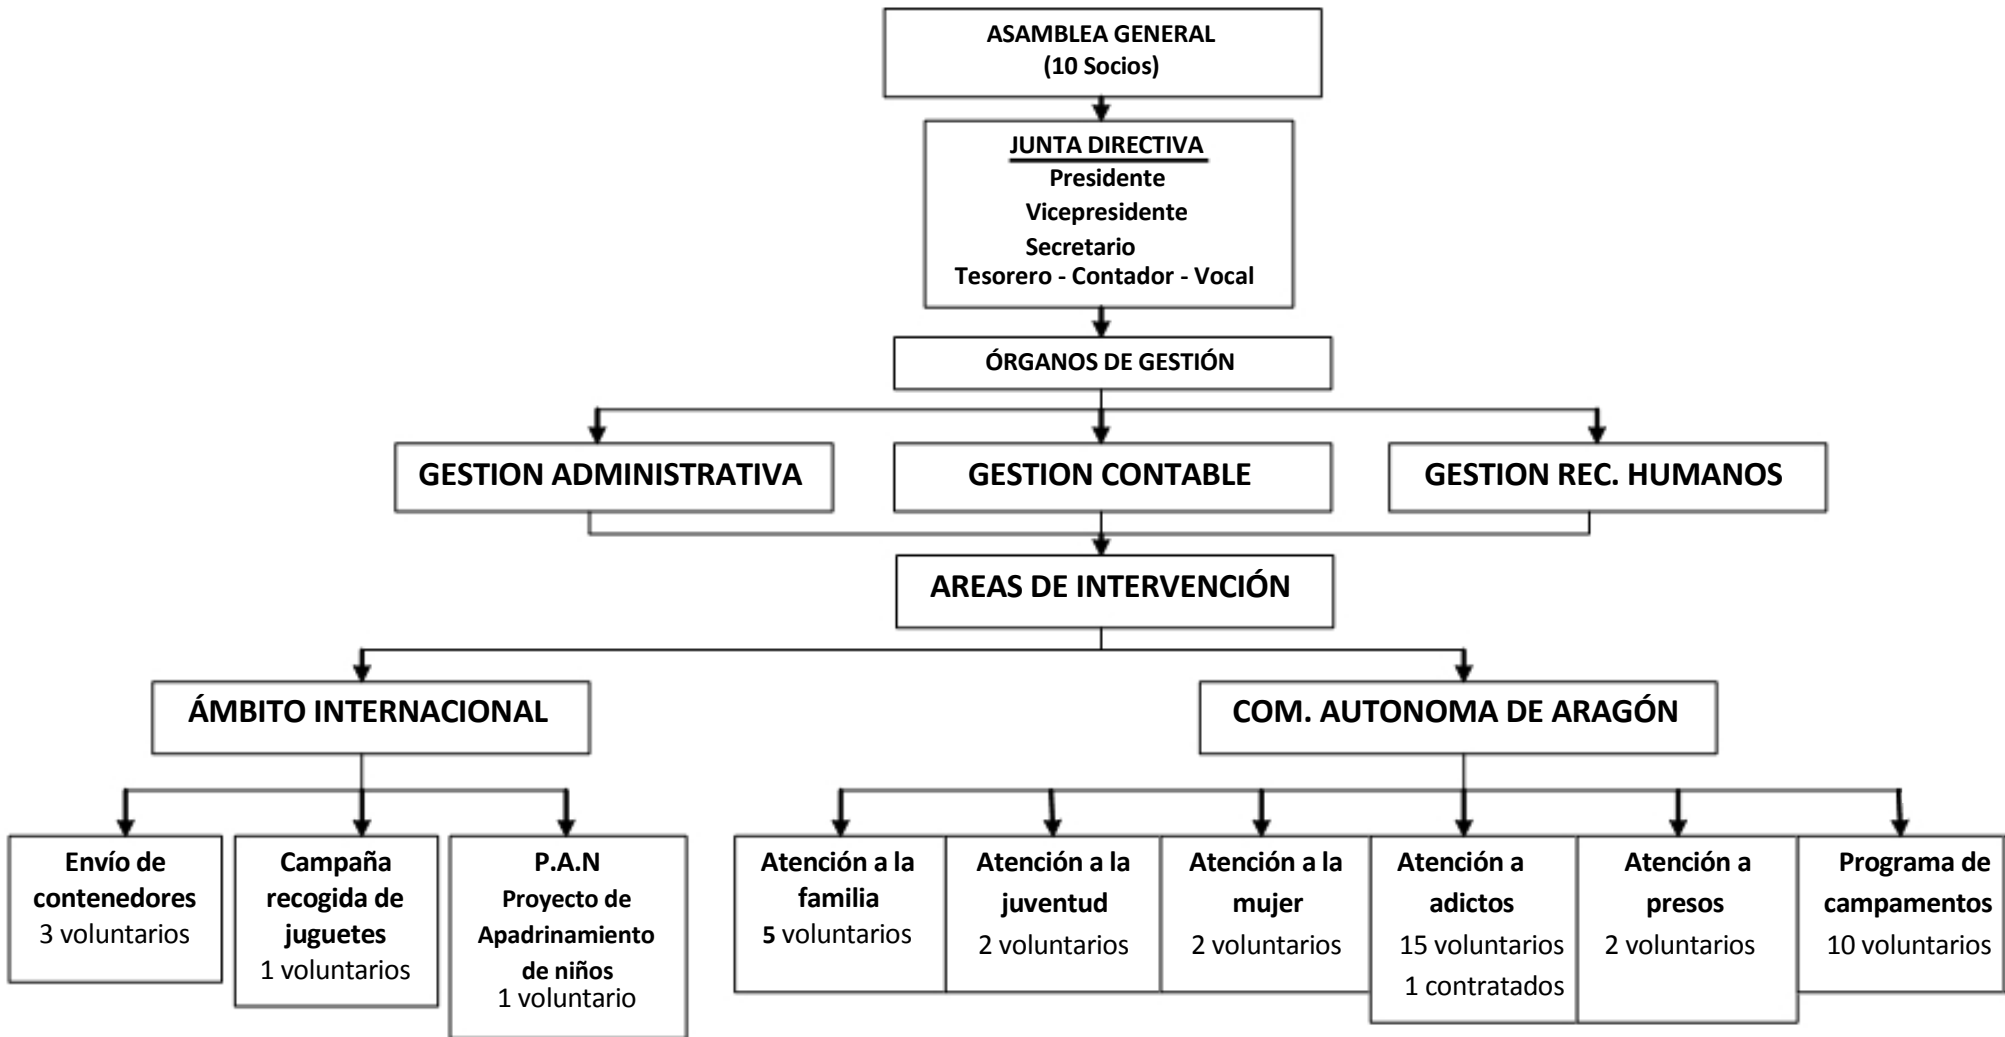 ASAMBLEA GENERAL
(10 Socios)
JUNTA DIRECTIVA
Presidente
Vicepresidente
Secretario
Tesorero - Contador - Vocal
ÓRGANOS DE GESTIÓN
GESTION ADMINISTRATIVA
GESTION CONTABLE
GESTION REC. HUMANOS
AREAS DE INTERVENCIÓN
ÁMBITO INTERNACIONAL
COM. AUTONOMA DE ARAGÓN
Envío de
contenedores
3 voluntarios
Campaña
recogida de
juguetes
1 voluntarios
P.A.N
Proyecto de
Apadrinamiento
de niños
1 voluntario
Atención a la
familia
5 voluntarios
Atención a la
juventud
2 voluntarios
Atención a la
mujer
2 voluntarios
Atención a
adictos
15 voluntarios
1 contratados
Atención a
presos
2 voluntarios
Programa de
campamentos
10 voluntarios